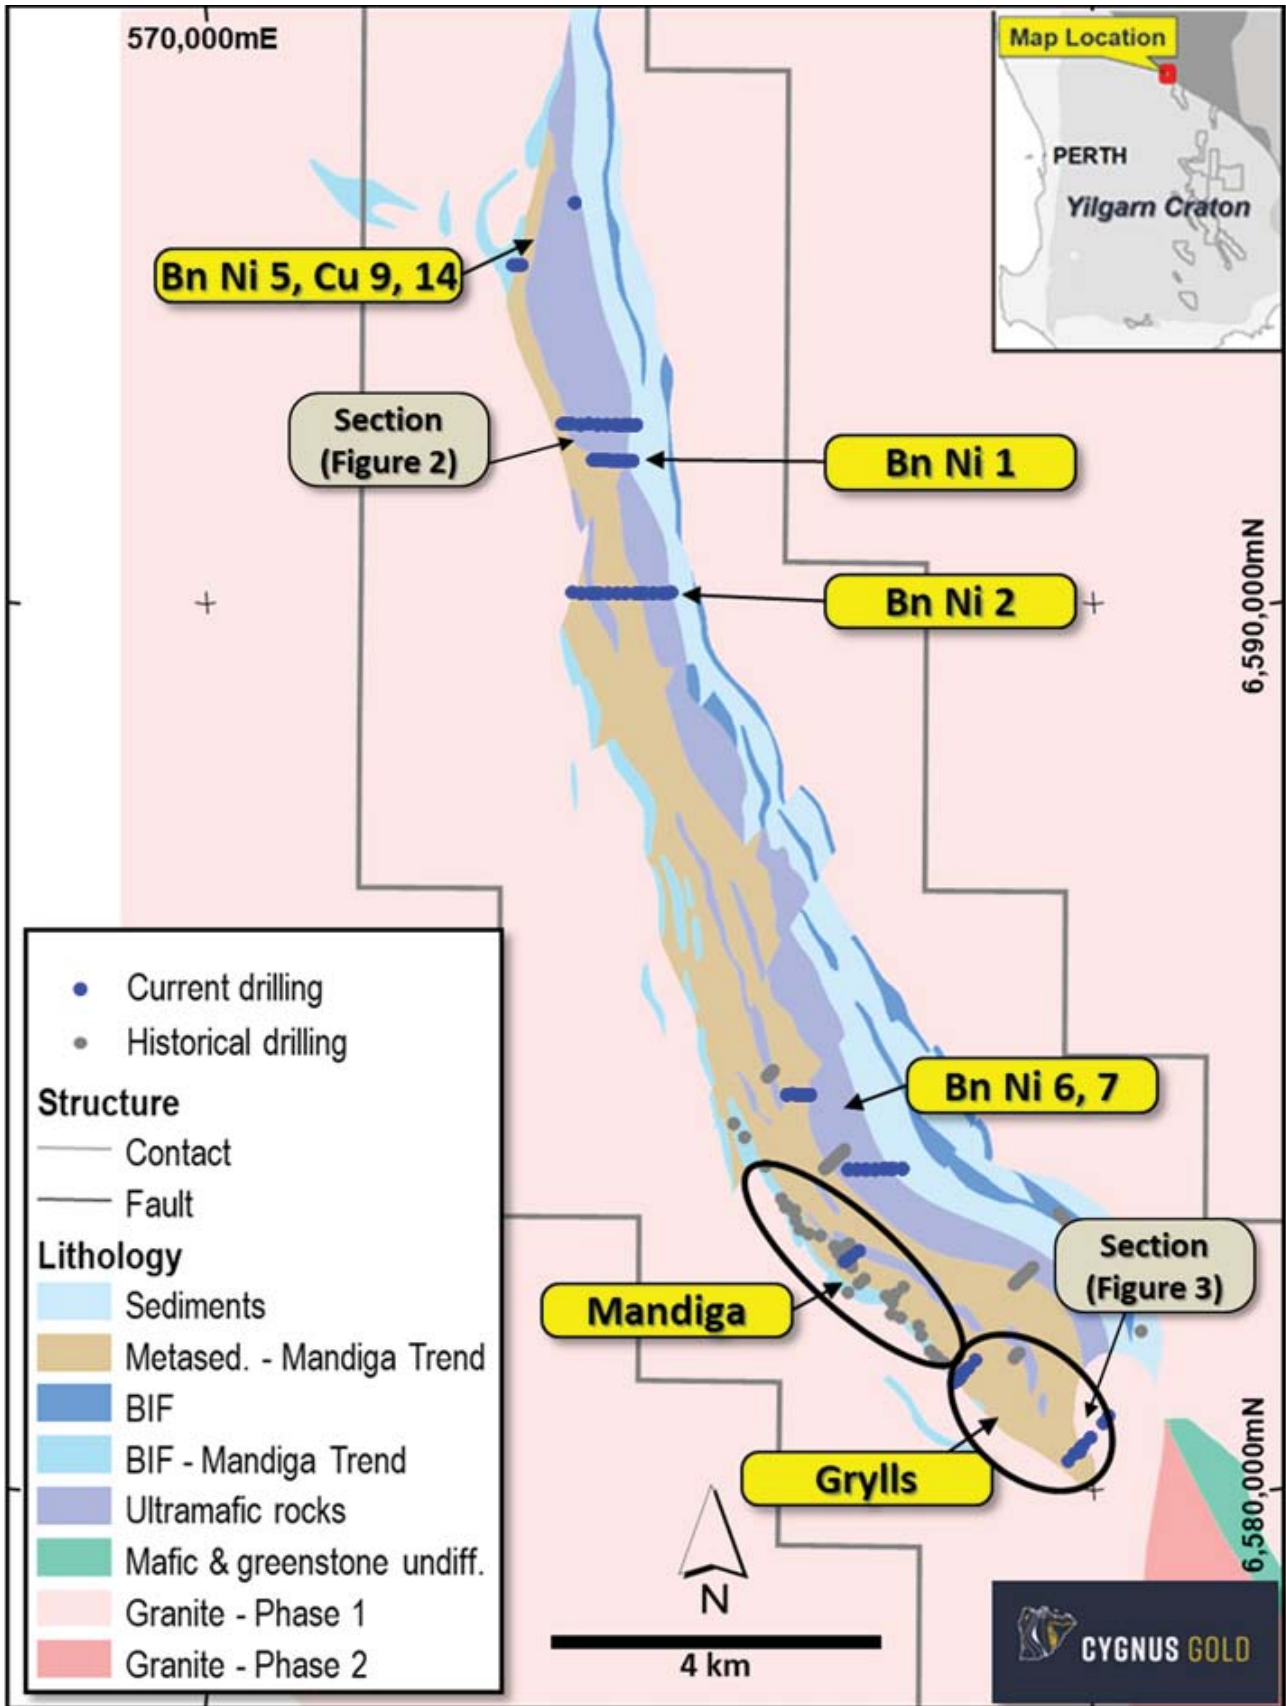 570,000mE
Map Location
PERTH
Yilgarn Craton
Bn Ni 5, Cu 9, 14
Section
(Figure 2)
Bn Ni 1
Bn Ni 2
6,590,000mN
Bn Ni 6, 7
Section
(Figure 3)
Mandiga
Grylls
6,580,000mN
Current drilling
Historical drilling
Structure
Contact
Fault
Lithology
Sediments
Metased. - Mandiga Trend
BIF
BIF - Mandiga Trend
Ultramafic rocks
Mafic & greenstone undiff.
Granite - Phase 1
Granite - Phase 2
N
4 km
CYGNUS GOLD